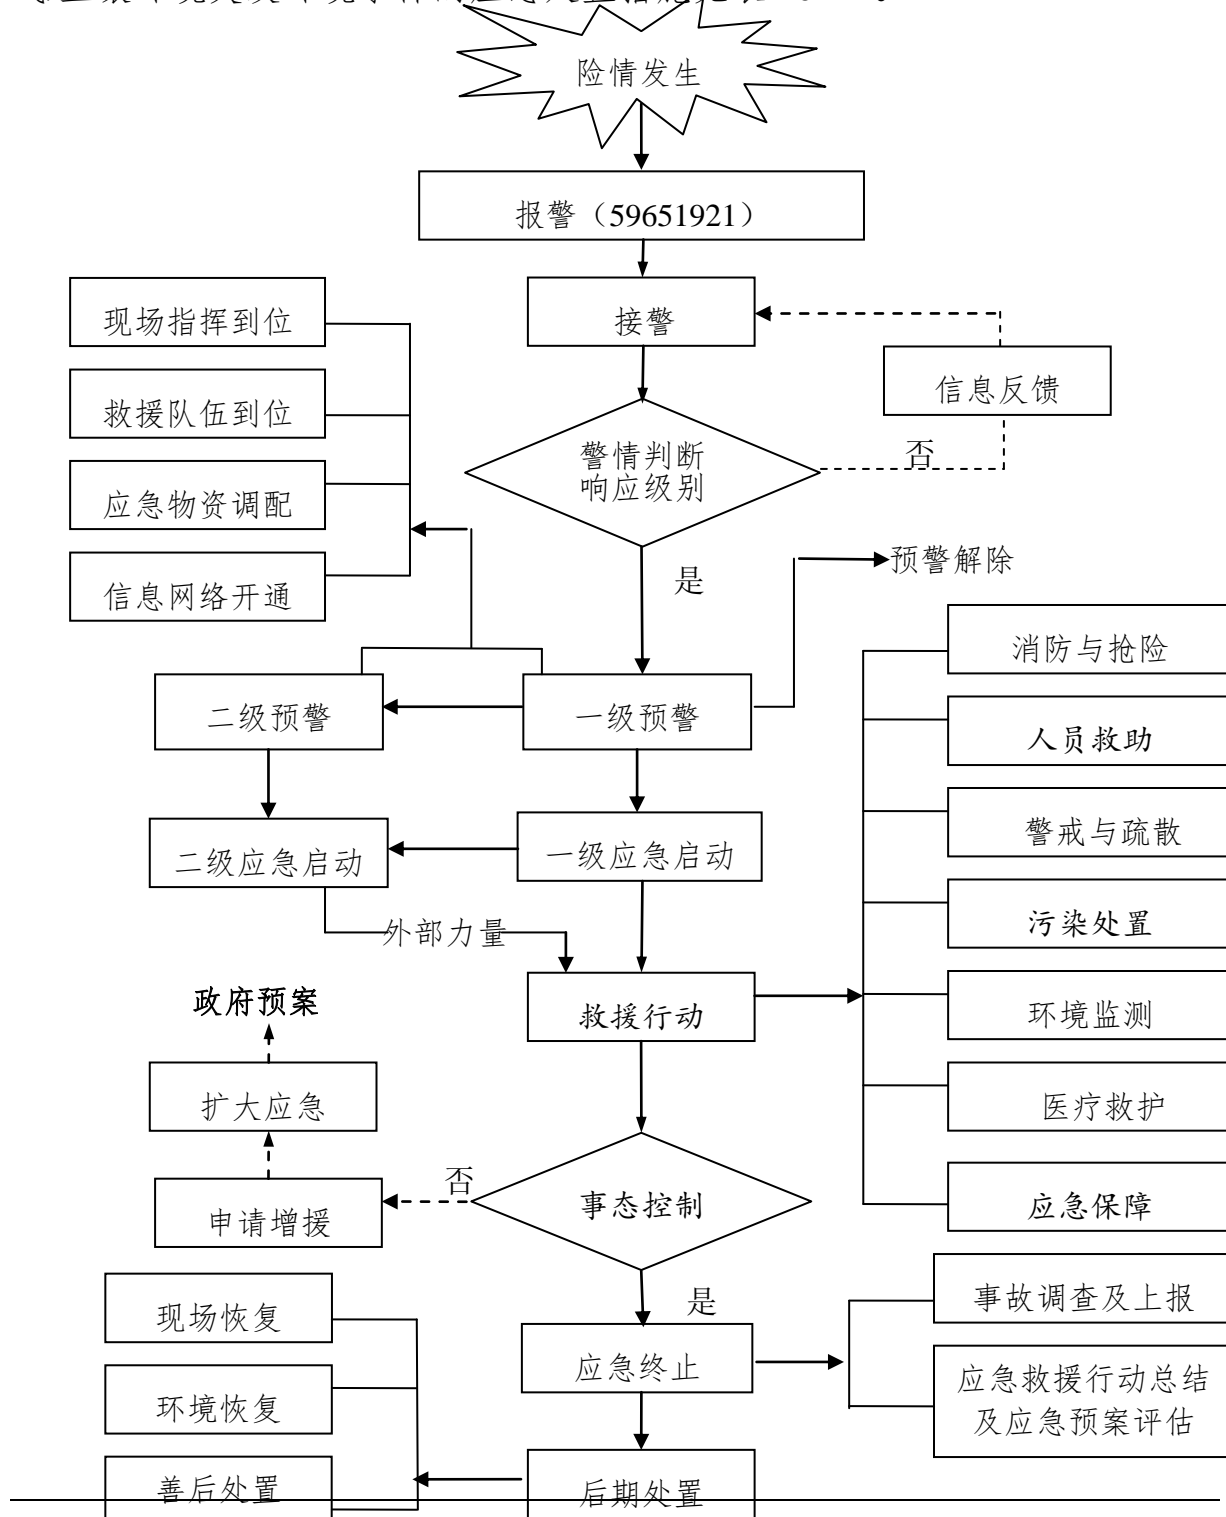 险情发生
报警（59651921）
接警
现场指挥到位
救援队伍到位
应急物资调配
信息网络开通
信息反馈
警情判断
响应级别
否
是
预警解除
二级预警
一级预警
二级应急启动
一级应急启动
外部力量
消防与抢险
人员救助
警戒与疏散
污染处置
环境监测
医疗救护
应急保障
救援行动
政府预案
扩大应急
申请增援
否
事态控制
是
应急终止
事故调查及上报
应急救援行动总结
及应急预案评估
现场恢复
环境恢复
善后处置
后期处置